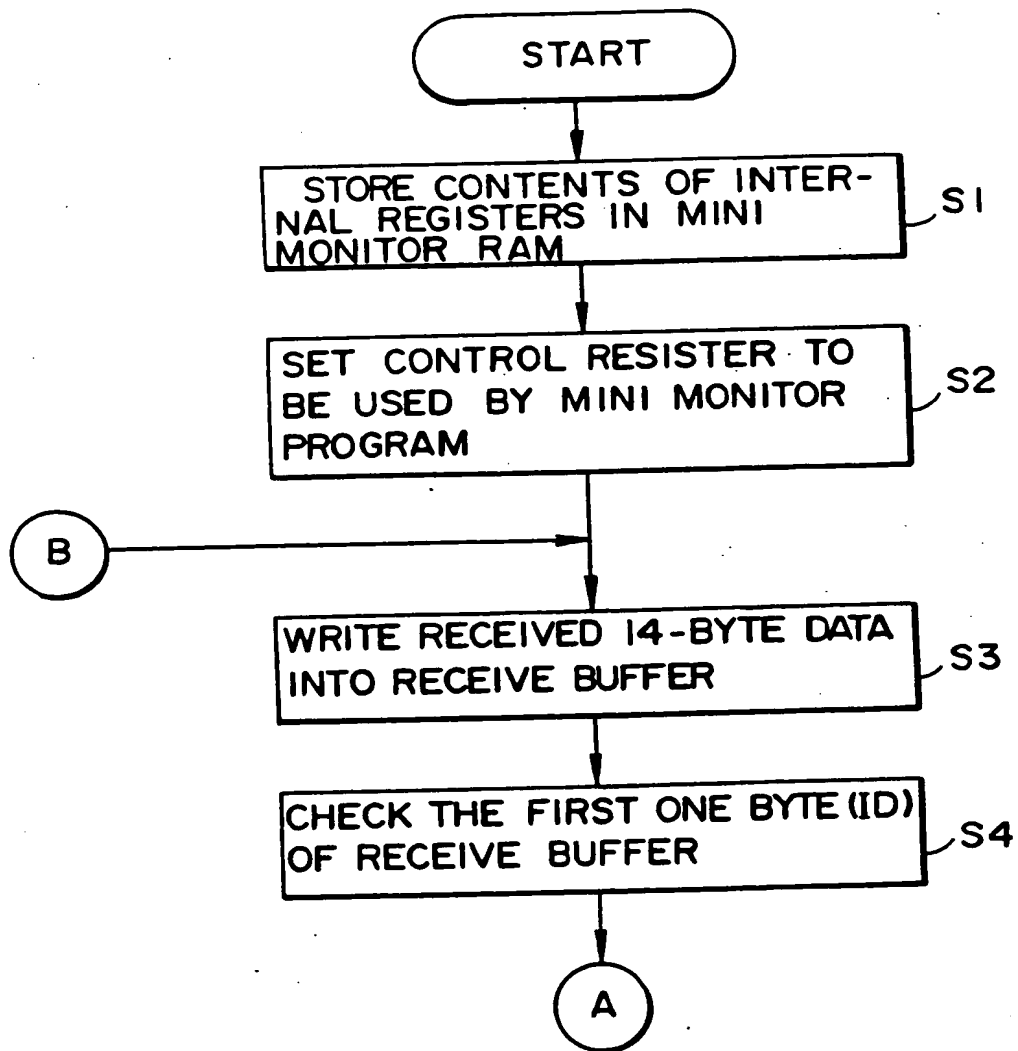 START
STORE CONTENTS OF INTER-
NAL REGISTERS IN MINI
MONITOR RAM
S1
SET CONTROL RESISTER TO
BE USED BY MINI MONITOR
PROGRAM
S2
B
WRITE RECEIVED 14-BYTE DATA
INTO RECEIVE BUFFER
S3
CHECK THE FIRST ONE BYTE (ID)
OF RECEIVE BUFFER
S4
A